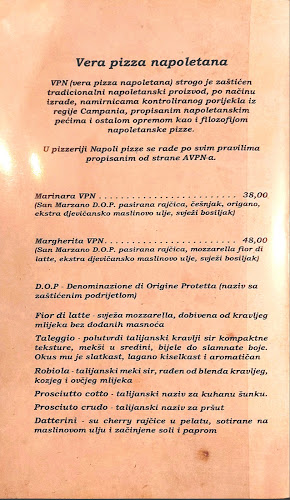 Vera pizza napoletana
VPN (vera pizza napoletana) strogo je zaštićen
tradicionalni napoletanski proizvod, po načinu
izrade, namirnicama kontroliranog porijekla iz
regije Campania, propisanim napoletanskim
pećima i ostalom opremom kao i filozofijom
napoletanske pizze.
U pizzeriji Napoli pizze se rade po svim pravilima
propisanim od strane AVPN-a.
Marinara VPN . . . . . . . . . . . . . . . . . . . . . . . . . 38,00
(San Marzano D.O.P. pasirana rajčica, češnjak, origano,
ekstra djevičansko maslinovo ulje, svježi bosiljak)
Margherita VPN . . . . . . . . . . . . . . . . . . . . . . . 48,00
(San Marzano D.O.P. pasirana rajčica, mozzarella fior di
latte, ekstra djevičansko maslinovo ulje, svježi bosiljak)
D.O.P - Denominazione di Origine Protetta (naziv sa
zaštićenim podrijetlom)
Fior di latte - svježa mozzarella, dobivena od kravljeg
mlijeka bez dodanih masnoća
Taleggio - polutvrdi talijanski kravlji sir kompaktne
teksture, mekši u sredini, bijele do slamnate boje.
Okus mu je slatkast, lagano kiselkast i aromatičan
Robiola - talijanski meki sir, rađen od blenda kravljeg,
kozjeg i ovčjeg mlijeka
Prosciutto cotto - talijanski naziv za kuhanu šunku.
Prosciuto crudo - talijanski naziv za pršut
Datterini - su cherry rajčice u pelatu, sotirane na
maslinovom ulju i začinjene soli i paprom